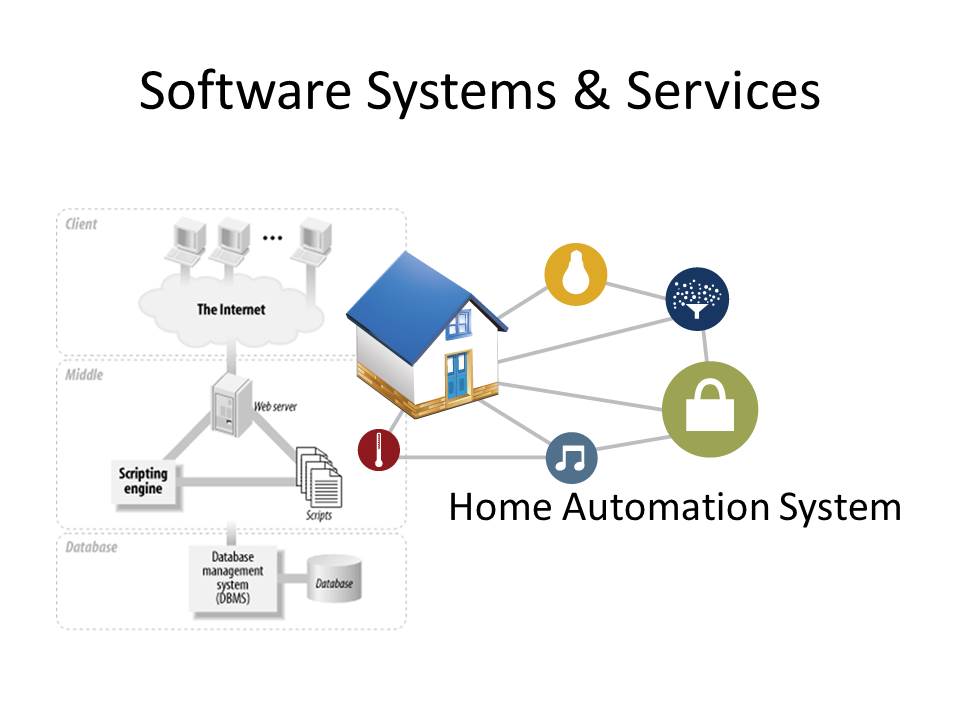 Software Systems & Services
Client
...
The Internet
Middle
Web server
Scripting
engine
Scripts
Home Automation System
Database
Database
management
system
(DBMS)
Database